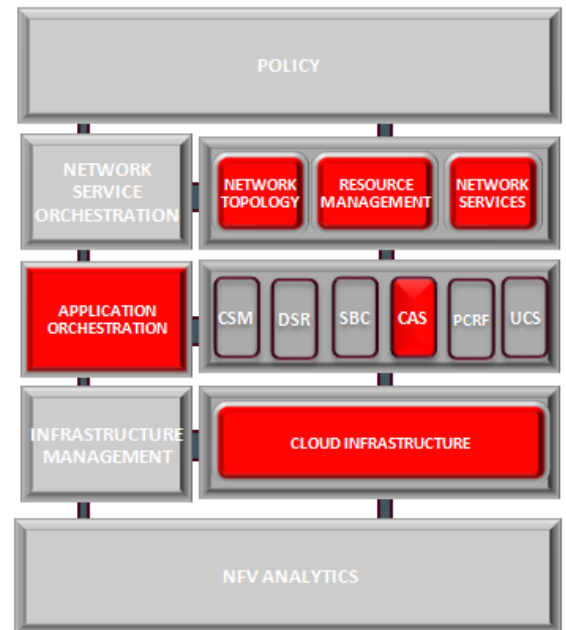 POLICY
NETWORK
SERVICE
ORCHESTRATION
NETWORK
TOPOLOGY
RESOURCE
MANAGEMENT
NETWORK
SERVICES
APPLICATION
ORCHESTRATION
CSM
DSR
SBC
CAS
PCRF
UCS
INFRASTRUCTURE
MANAGEMENT
CLOUD INFRASTRUCTURE
NFV ANALYTICS